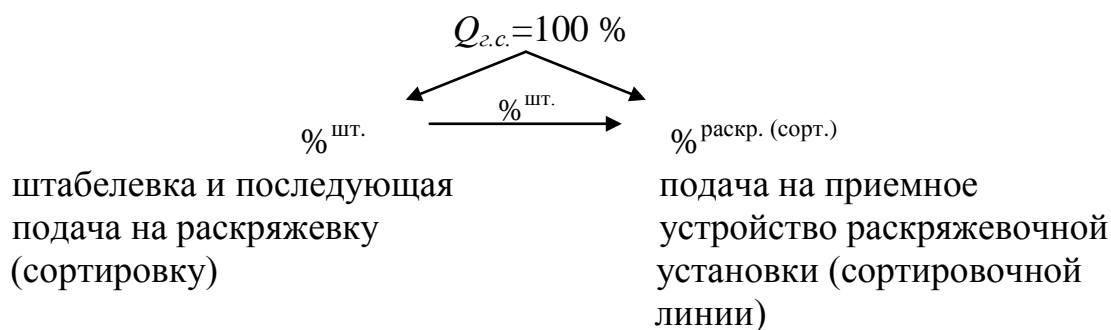 Qг.с.=100 %
%шт.
%шт. %раскр. (сорт.)
штабелевка и последующая
подача на раскряжевку
(сортировку)
подача на приемное
устройство раскряжевочной
установки (сортировочной
линии)